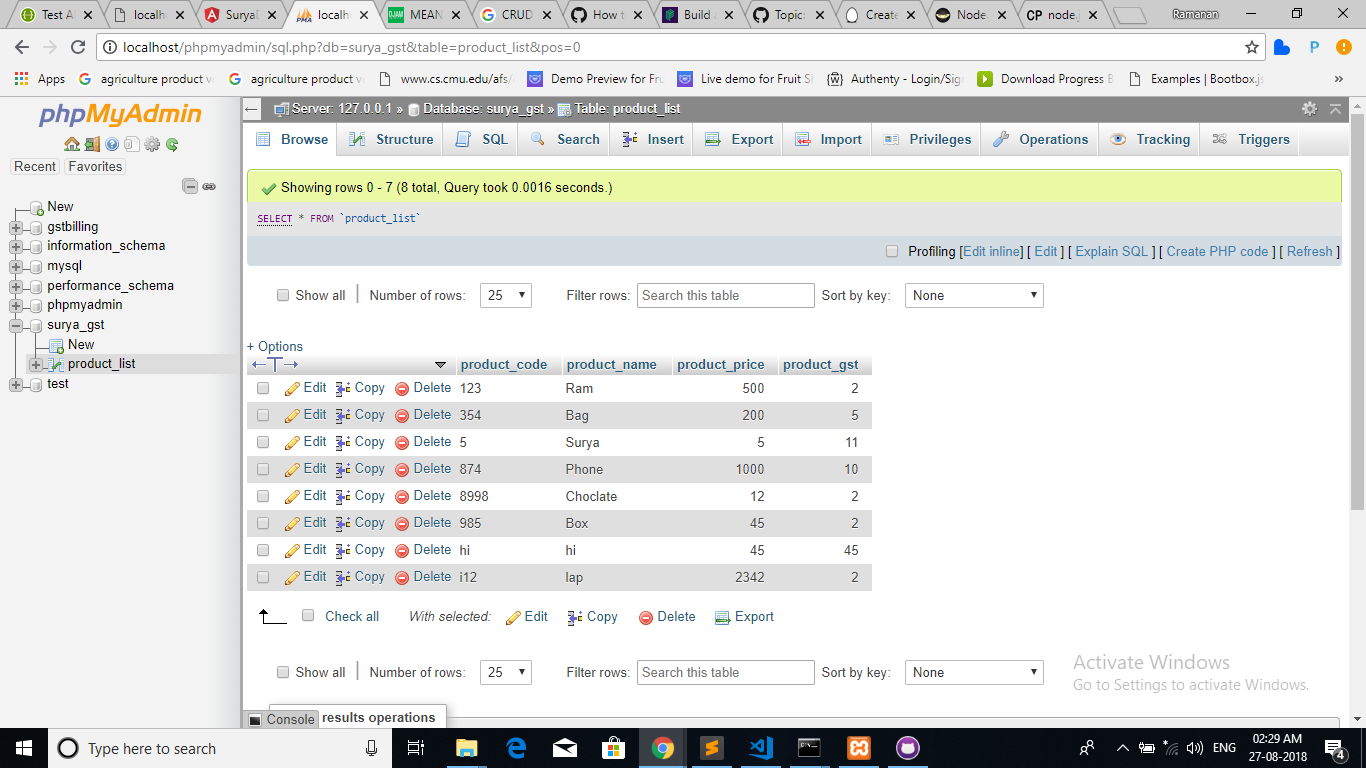 Test A localh SuryaD localh MEAN CRUD How t Build Topic: Create Node. node.j Ramanan
localhost/phpmyadmin/sql.php?db=surya_gst&table=product_list&pos=0
Apps agriculture product v agriculture product v www.cs.cmu.edu/afs/ Demo Preview for Fru Live demo for Fruit S Authenty - Login/Sig Download Progress B Examples | Bootbox.js »
phpMyAdmin
Recent Favorites
New
gstbilling
information_schema
mysql
performance_schema
phpmyadmin
surya_gst
New
product_list
test
Server: 127.0.0.1 » Database: surya_gst » Table: product_list
Browse Structure SQL Search Insert Export Import Privileges Operations Tracking Triggers
Showing rows 0 - 7 (8 total, Query took 0.0016 seconds.)
SELECT * FROM `product_list`
Profiling [Edit inline] [ Edit ] [ Explain SQL ] [ Create PHP code ] [ Refresh ]
Show all | Number of rows: 25 Filter rows: Search this table Sort by key: None
+ Options
product_code product_name product_price product_gst
Edit Copy Delete 123 Ram 500 2
Edit Copy Delete 354 Bag 200 5
Edit Copy Delete 5 Surya 5 11
Edit Copy Delete 874 Phone 1000 10
Edit Copy Delete 8998 Choclate 12 2
Edit Copy Delete 985 Box 45 2
Edit Copy Delete hi hi 45 45
Edit Copy Delete i12 lap 2342 2
Check all With selected: Edit Copy Delete Export
Show all | Number of rows: 25 Filter rows: Search this table Sort by key: None
Activate Windows
Go to Settings to activate Windows.
Console results operations
Type here to search
ENG 02:29 AM 27-08-2018 4